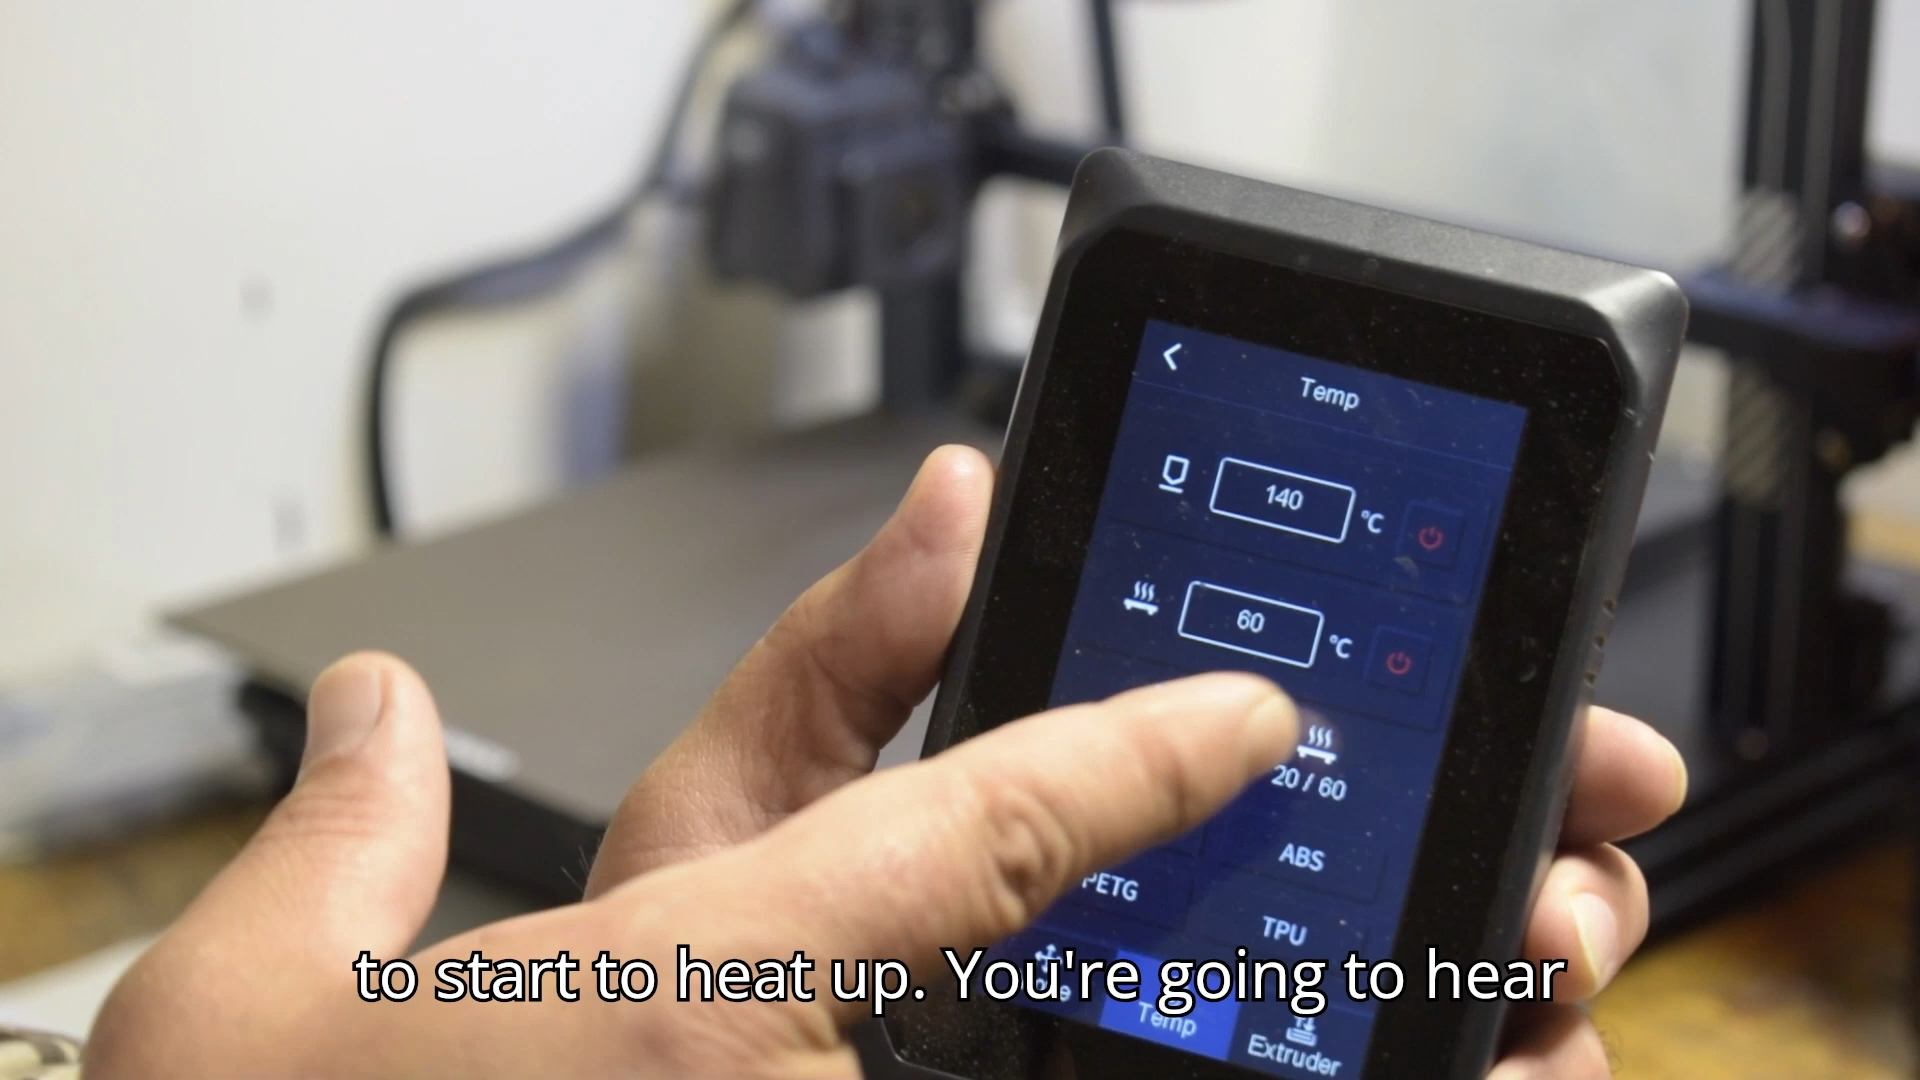 Temp
140 °C
60 °C
20 / 60
ABS
PETG
TPU
to start to heat up. You're going to hear
Temp
Extruder